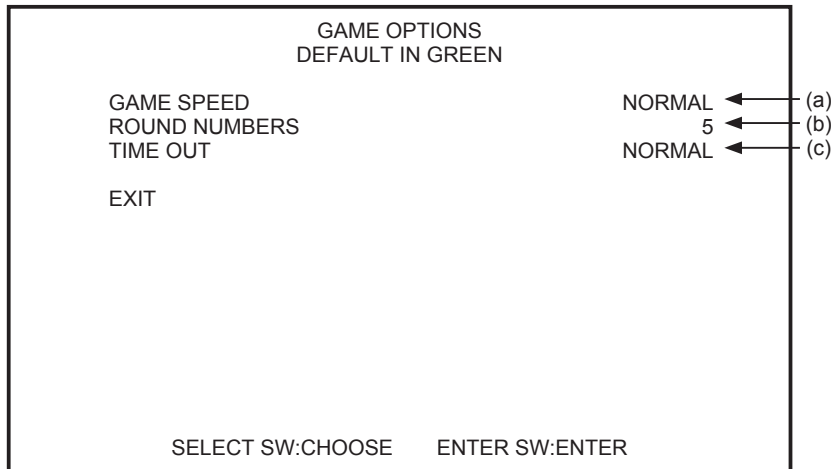 GAME OPTIONS
DEFAULT IN GREEN
GAME SPEED NORMAL (a)
ROUND NUMBERS 5 (b)
TIME OUT NORMAL (c)
EXIT
SELECT SW:CHOOSE ENTER SW:ENTER